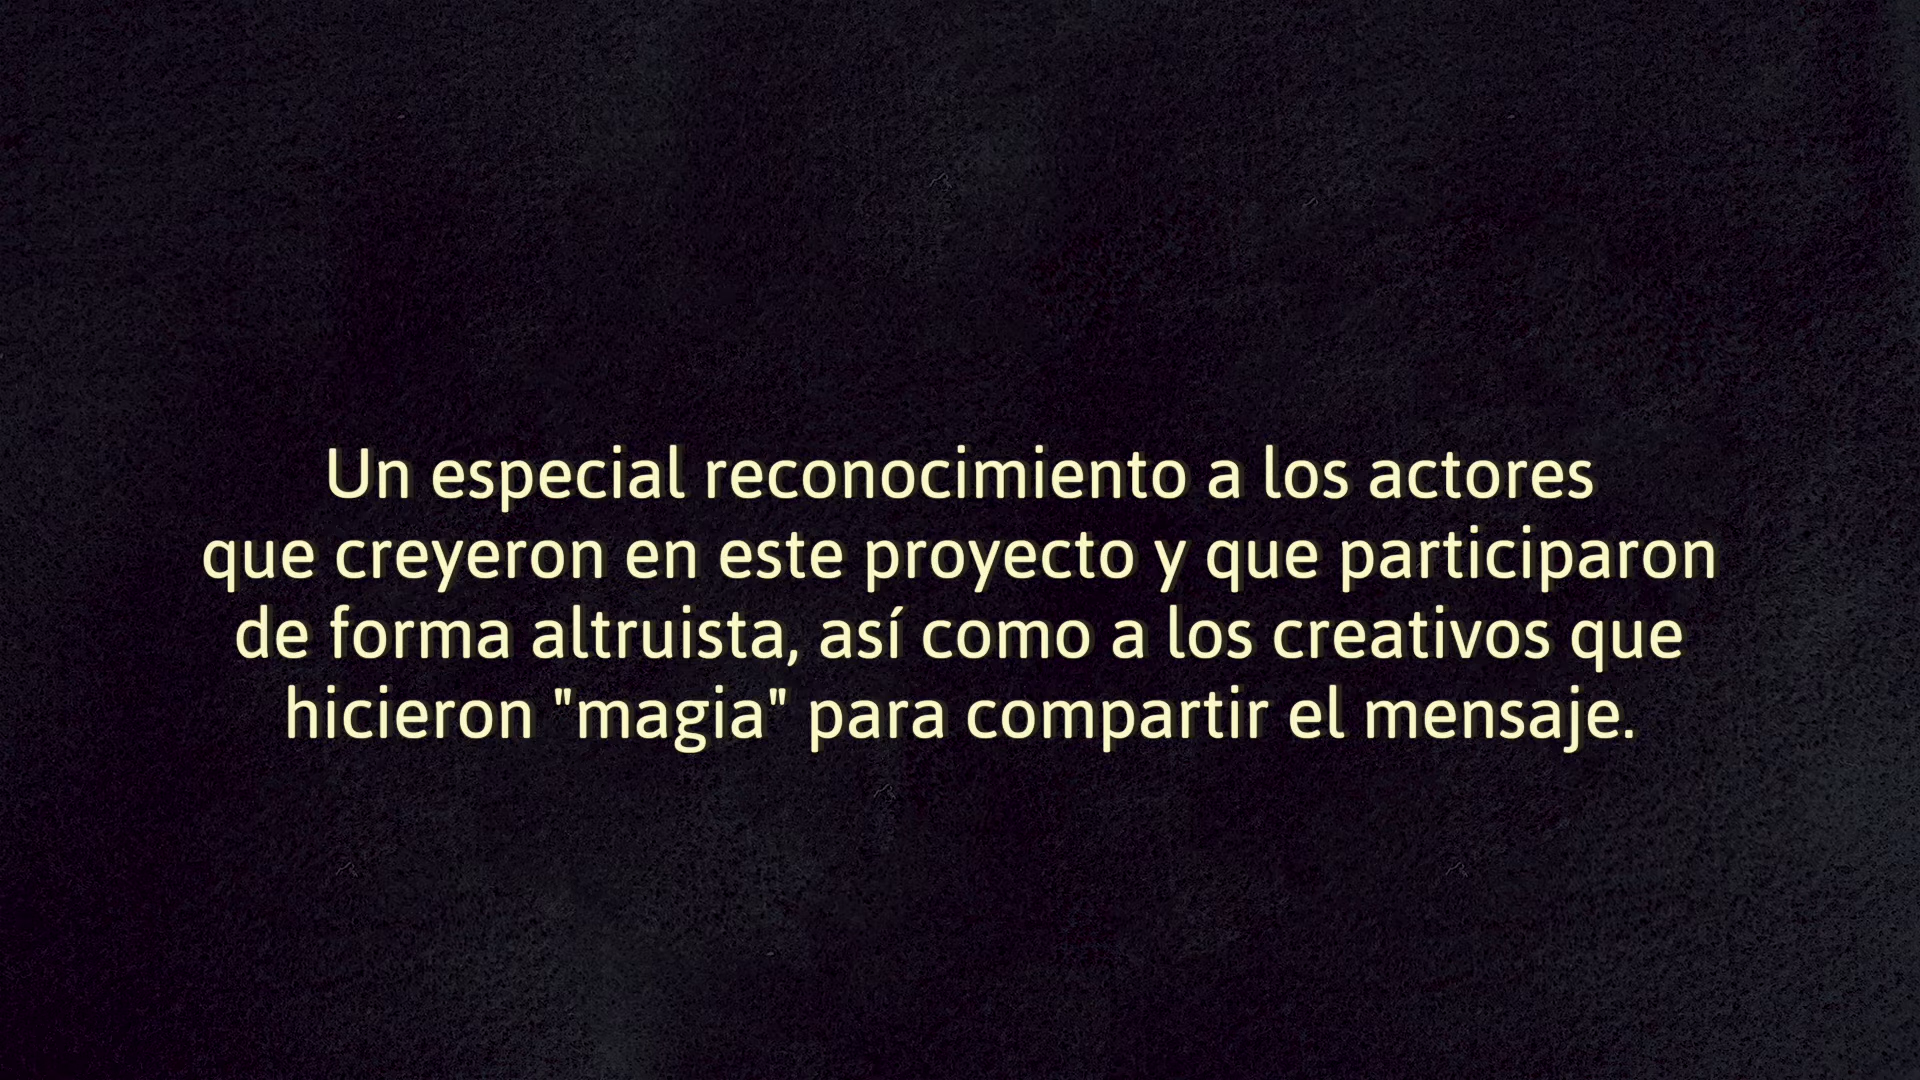 Un especial reconocimiento a los actores
que creyeron en este proyecto y que participaron
de forma altruista, así como a los creativos que
hicieron "magia" para compartir el mensaje.